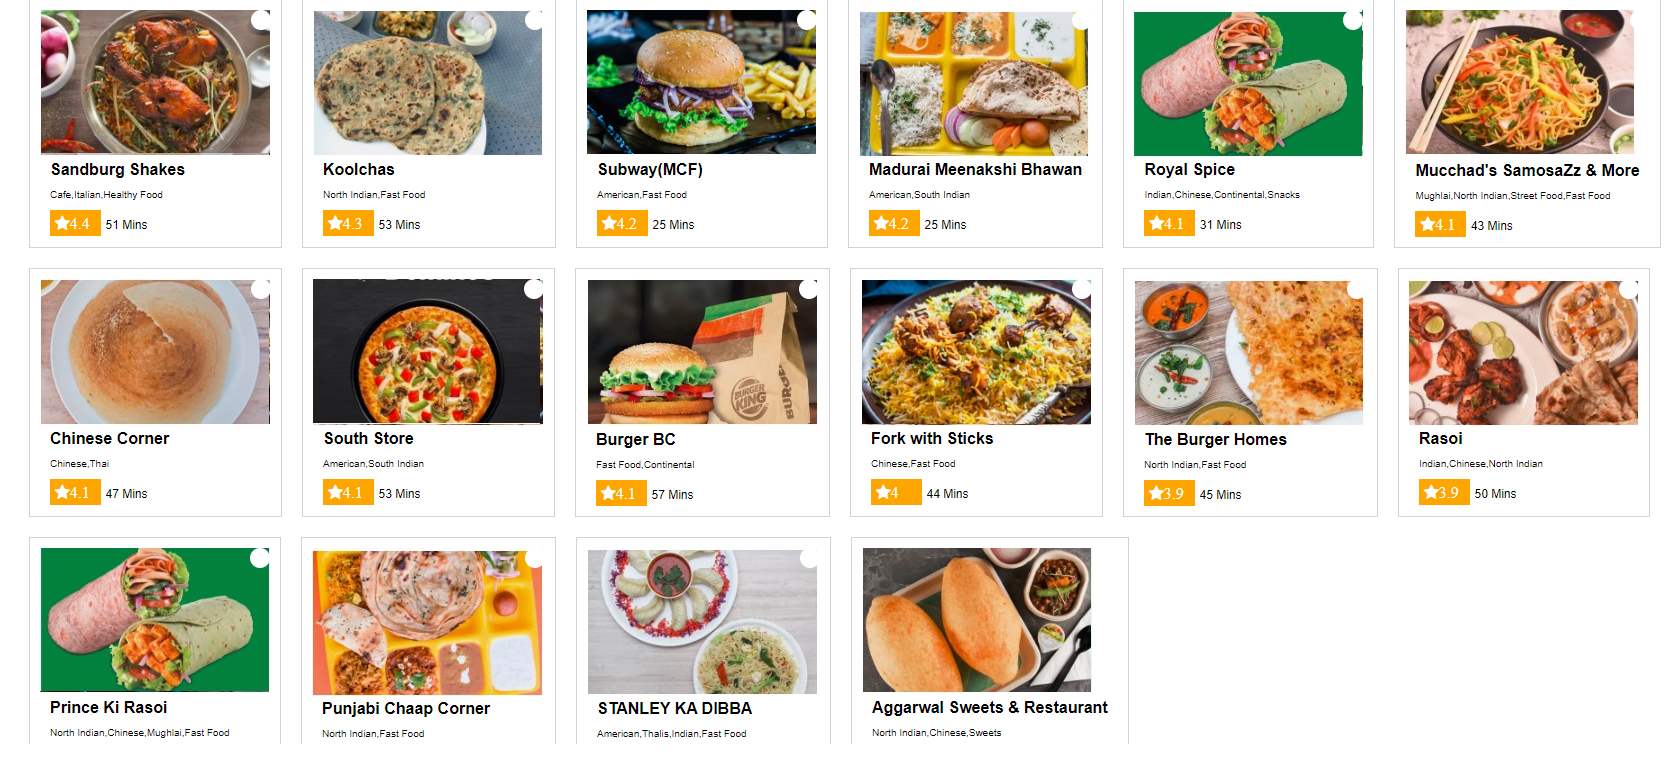 Sandburg Shakes
Cafe,Italian,Healthy Food
4.4 51 Mins
Koolchas
North Indian,Fast Food
4.3 53 Mins
Subway(MCF)
American,Fast Food
4.2 25 Mins
Madurai Meenakshi Bhawan
American,South Indian
4.2 25 Mins
Royal Spice
Indian,Chinese,Continental,Snacks
4.1 31 Mins
Mucchad's SamosaZz & More
Mughlai,North Indian,Street Food,Fast Food
4.1 43 Mins
Chinese Corner
Chinese,Thai
4.1 47 Mins
South Store
American,South Indian
4.1 53 Mins
BURGER
KING
BURGE
Burger BC
Fast Food,Continental
4.1 57 Mins
Fork with Sticks
Chinese,Fast Food
4 44 Mins
The Burger Homes
North Indian,Fast Food
3.9 45 Mins
Rasoi
Indian,Chinese,North Indian
3.9 50 Mins
Prince Ki Rasoi
North Indian,Chinese,Mughlai,Fast Food
Punjabi Chaap Corner
North Indian,Fast Food
STANLEY KA DIBBA
American,Thalis,Indian,Fast Food
Aggarwal Sweets & Restaurant
North Indian,Chinese,Sweets